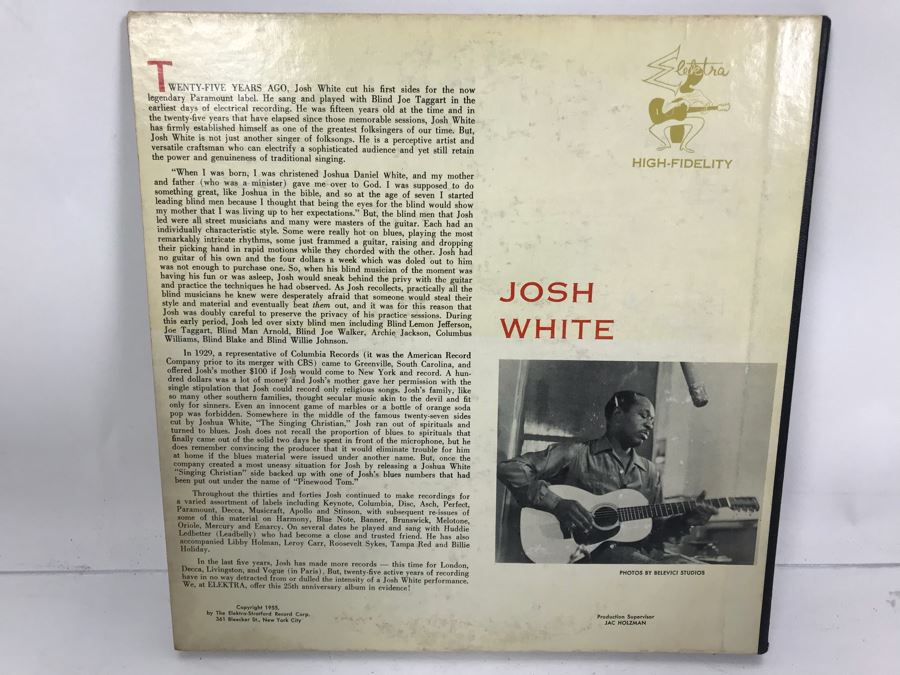 TWENTY-FIVE YEARS AGO, Josh White cut his first sides for the now
legendary Paramount label. He sang and played with Blind Joe Taggart in the
earliest days of electrical recording. He was fifteen years old at the time and in
the twenty-five years that have elapsed since those memorable sessions, Josh White
has firmly established himself as one of the greatest folksingers of our time. But,
Josh White is not just another singer of folksongs. He is a perceptive artist and
versatile craftsman who can electrify a sophisticated audience and yet still retain
the power and genuineness of traditional singing.
"When I was born, I was christened Joshua Daniel White, and my mother
and father (who was a minister) gave me over to God. I was supposed to do
something great, like Joshua in the bible, and so at the age of seven I started
leading blind men because I thought that being the eyes for the blind would show
my mother that I was living up to her expectations." But, the blind men that Josh
led were all street musicians and many were masters of the guitar. Each had an
individually characteristic style. Some were really hot on blues, playing the most
remarkably intricate rhythms, some just frammed a guitar, raising and dropping
their picking hand in rapid motions while they chorded with the other. Josh had
no guitar of his own and the four dollars a week which was doled out to him
was not enough to purchase one. So, when his blind musician of the moment was
having his fun or was asleep, Josh would sneak behind the privy with the guitar
and practice the techniques he had observed. As Josh recollects, practically all the
blind musicians he knew were desperately afraid that someone would steal their
style and material and eventually beat them out, and it was for this reason that
Josh was doubly careful to preserve the privacy of his practice sessions. During
this early period, Josh led over sixty blind men including Blind Lemon Jefferson,
Joe Taggart, Blind Man Arnold, Blind Joe Walker, Archie Jackson, Columbus
Williams, Blind Blake and Blind Willie Johnson.
In 1929, a representative of Columbia Records (it was the American Record
Company prior to its merger with CBS) came to Greenville, South Carolina, and
offered Josh's mother $100 if Josh would come to New York and record. A hun-
dred dollars was a lot of money and Josh's mother gave her permission with the
single stipulation that Josh could record only religious songs. Josh's family, like
so many other southern families, thought secular music akin to the devil and fit
only for sinners. Even an innocent game of marbles or a bottle of orange soda
pop was forbidden. Somewhere in the middle of the famous twenty-seven sides
cut by Joshua White, "The Singing Christian," Josh ran out of spirituals and
turned to blues. Josh does not recall the proportion of blues to spirituals that
finally came out of the solid two days he spent in front of the microphone, but he
does remember convincing the producer that it would eliminate trouble for him
at home if the blues material were issued under another name. But, once the
company created a most uneasy situation for Josh by releasing a Joshua White
"Singing Christian" side backed up with one of Josh's blues numbers that had
been put out under the name of "Pinewood Tom."
Throughout the thirties and forties Josh continued to make recordings for
a varied assortment of labels including Keynote, Columbia, Disc, Asch, Perfect,
Paramount, Decca, Musicraft, Apollo and Stinson, with subsequent re-issues of
some of this material on Harmony, Blue Note, Banner, Brunswick, Melotone,
Oriole, Mercury and Emarcy. On several dates he played and sang with Huddie
Ledbetter (Leadbelly) who had become a close and trusted friend. He has also
accompanied Libby Holman, Leroy Carr, Roosevelt Sykes, Tampa Red and Billie
Holiday.
In the last five years, Josh has made more records — this time for London,
Decca, Livingston, and Vogue (in Paris). But, twenty-five active years of recording
have in no way detracted from or dulled the intensity of a Josh White performance.
We, at ELEKTRA, offer this 25th anniversary album in evidence!
Copyright 1955,
by The Elektra-Stratford Record Corp.
361 Bleecker St., New York City
Elektra
HIGH-FIDELITY
JOSH
WHITE
PHOTOS BY BELEVICI STUDIOS
Production Supervisor
JAC HOLZMAN